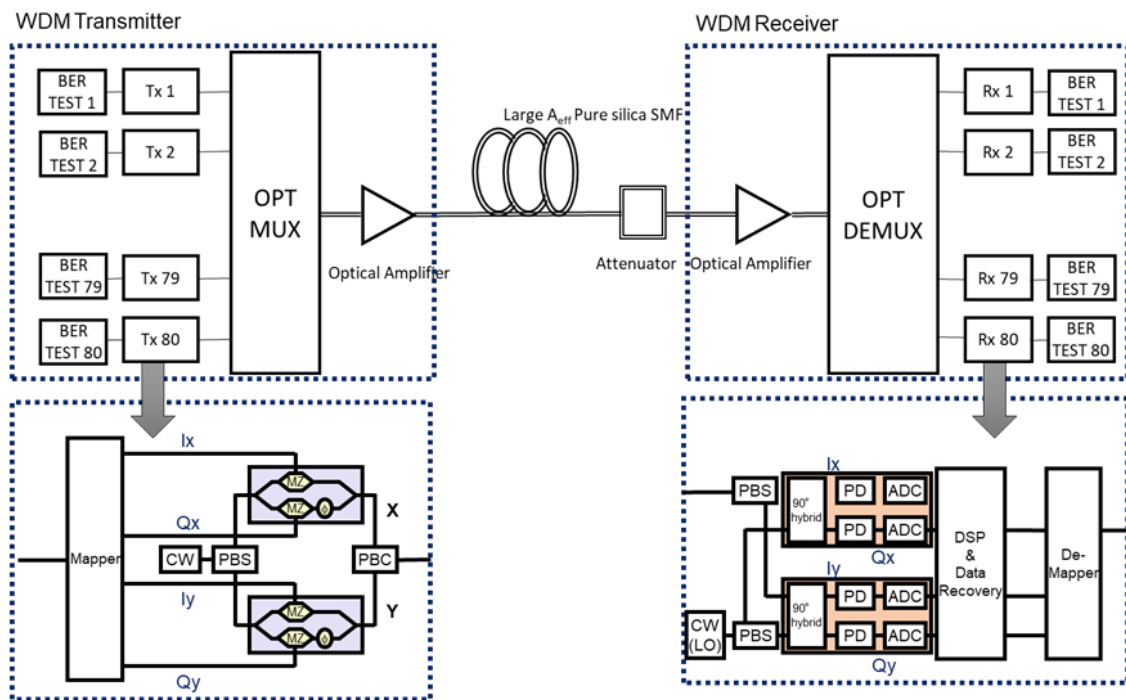 WDM Transmitter
WDM Receiver
BER
TEST 1
Tx 1
BER
TEST 2
Tx 2
BER
TEST 79
Tx 79
BER
TEST 80
Tx 80
OPT
MUX
Optical Amplifier
Large Aeff Pure silica SMF
Attenuator
Optical Amplifier
OPT
DEMUX
Rx 1
BER
TEST 1
Rx 2
BER
TEST 2
Rx 79
BER
TEST 79
Rx 80
BER
TEST 80
Mapper
Ix
Qx
Iy
Qy
CW
PBS
MZ
MZ
ϕ
X
MZ
MZ
ϕ
Y
PBC
PBS
CW
(LO)
PBS
Ix
90°
hybrid
PD
ADC
PD
ADC
Qx
Iy
90°
hybrid
PD
ADC
PD
ADC
Qy
DSP
&
Data
Recovery
De-
Mapper